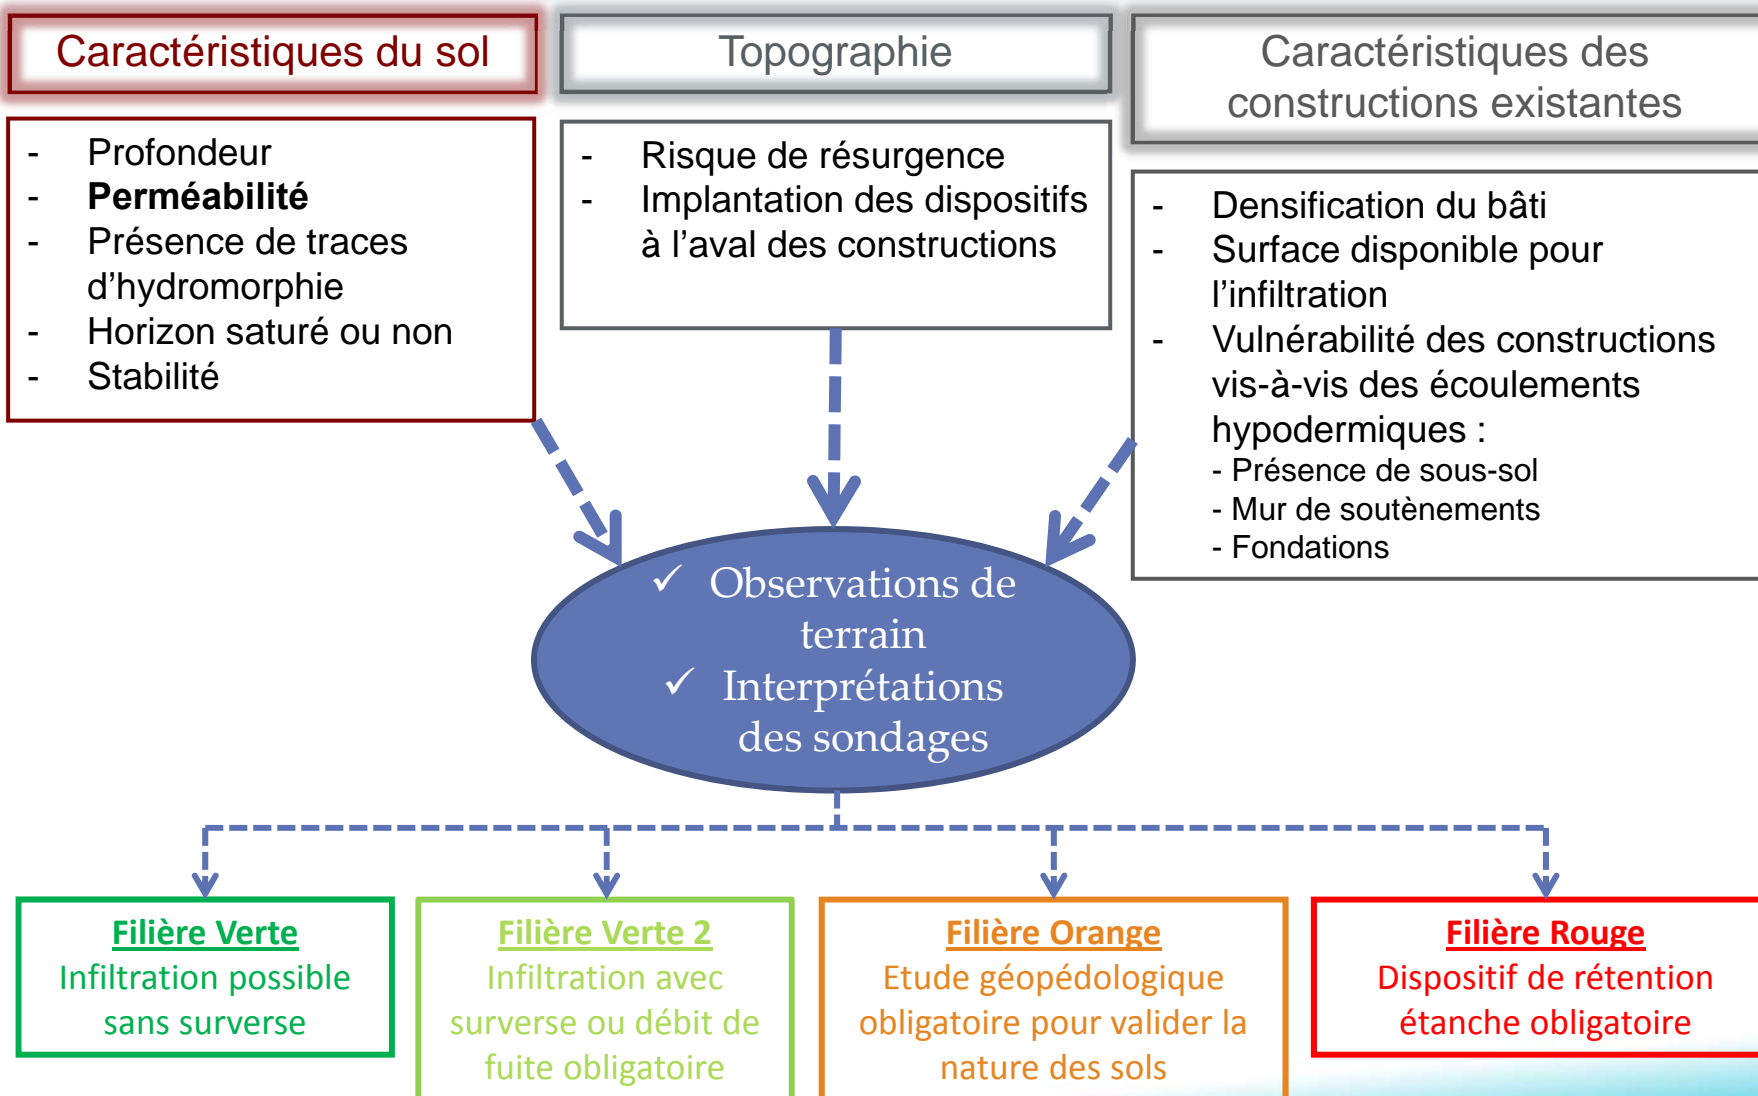 Caractéristiques du sol
- Profondeur
- Perméabilité
- Présence de traces
d'hydromorphie
- Horizon saturé ou non
- Stabilité
Topographie
- Risque de résurgence
- Implantation des dispositifs
à l'aval des constructions
Caractéristiques des
constructions existantes
- Densification du bâti
- Surface disponible pour
l'infiltration
- Vulnérabilité des constructions
vis-à-vis des écoulements
hypodermiques :
- Présence de sous-sol
- Mur de soutènements
- Fondations
✓ Observations de
terrain
✓ Interprétations
des sondages
Filière Verte
Infiltration possible
sans surverse
Filière Verte 2
Infiltration avec
surverse ou débit de
fuite obligatoire
Filière Orange
Etude géopédologique
obligatoire pour valider la
nature des sols
Filière Rouge
Dispositif de rétention
étanche obligatoire